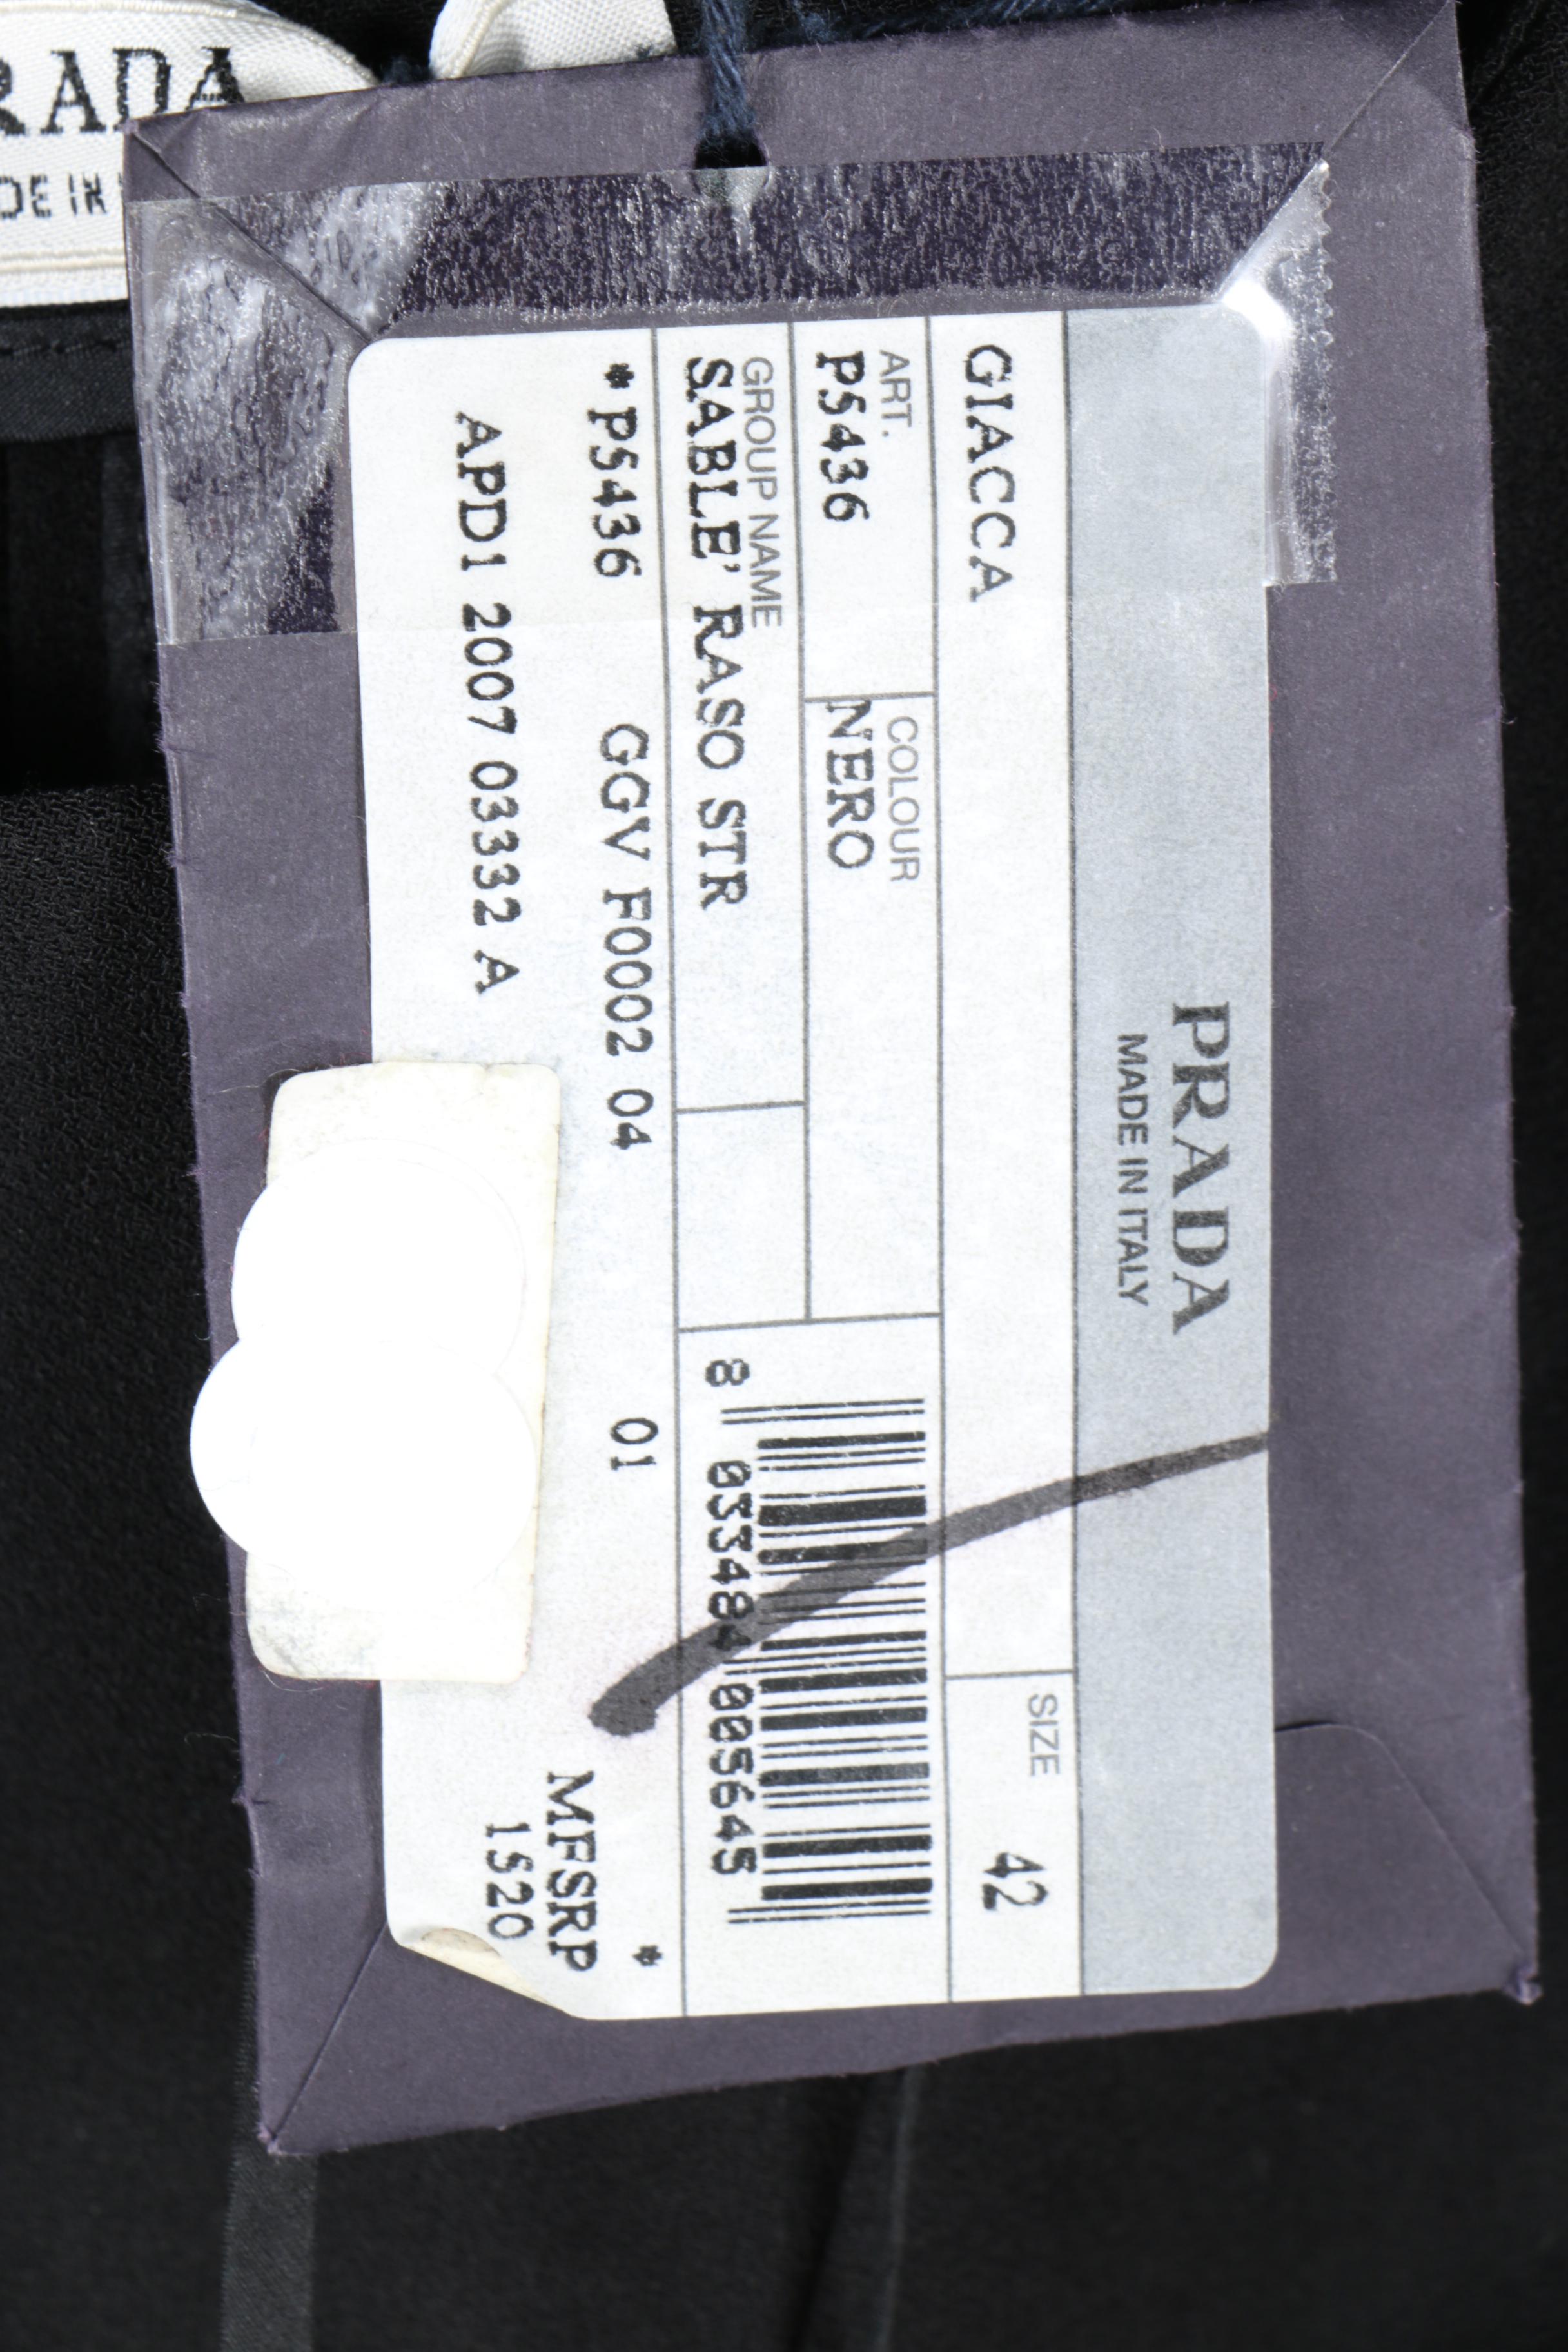 RADA
DE IN
PRADA
MADE IN ITALY
GIACCA
SIZE
42
ART.
P5436
COLOUR
NERO
GROUP NAME
SABLE' RASO STR
8 033484 005645
* P5436 GGV F0002 04 01 *
APD1 2007 03332 A
MFSRP
1520